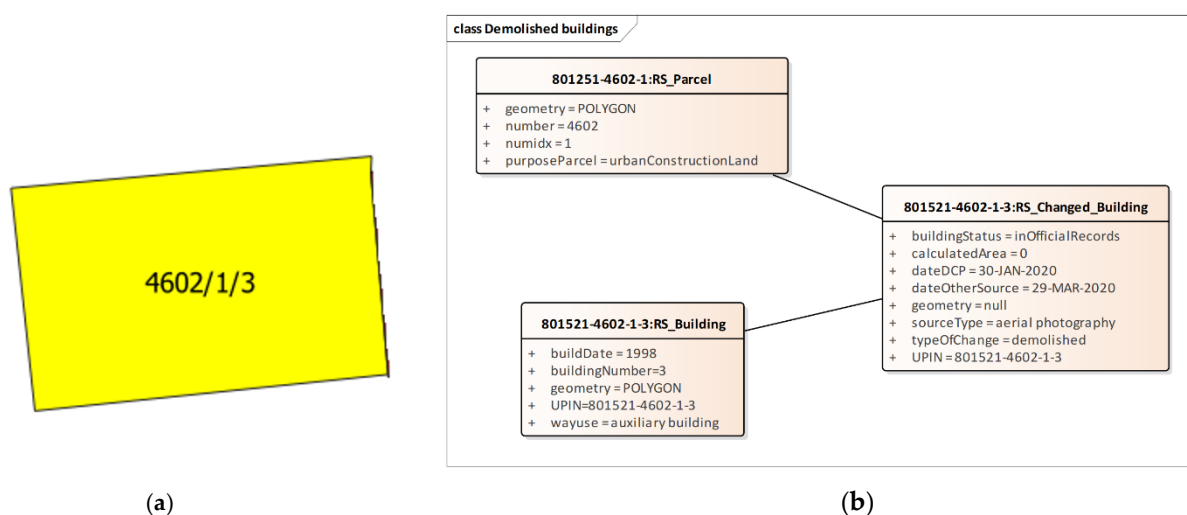 4602/1/3
(a)
class Demolished buildings
801251-4602-1:RS_Parcel
+ geometry = POLYGON
+ number = 4602
+ numidx = 1
+ purposeParcel = urbanConstructionLand
801521-4602-1-3:RS_Changed_Building
+ buildingStatus = inOfficialRecords
+ calculatedArea = 0
+ dateDCP = 30-JAN-2020
+ dateOtherSource = 29-MAR-2020
+ geometry = null
+ sourceType = aerial photography
+ typeOfChange = demolished
+ UPIN = 801521-4602-1-3
801521-4602-1-3:RS_Building
+ buildDate = 1998
+ buildingNumber=3
+ geometry = POLYGON
+ UPIN=801521-4602-1-3
+ wayuse = auxiliary building
(b)